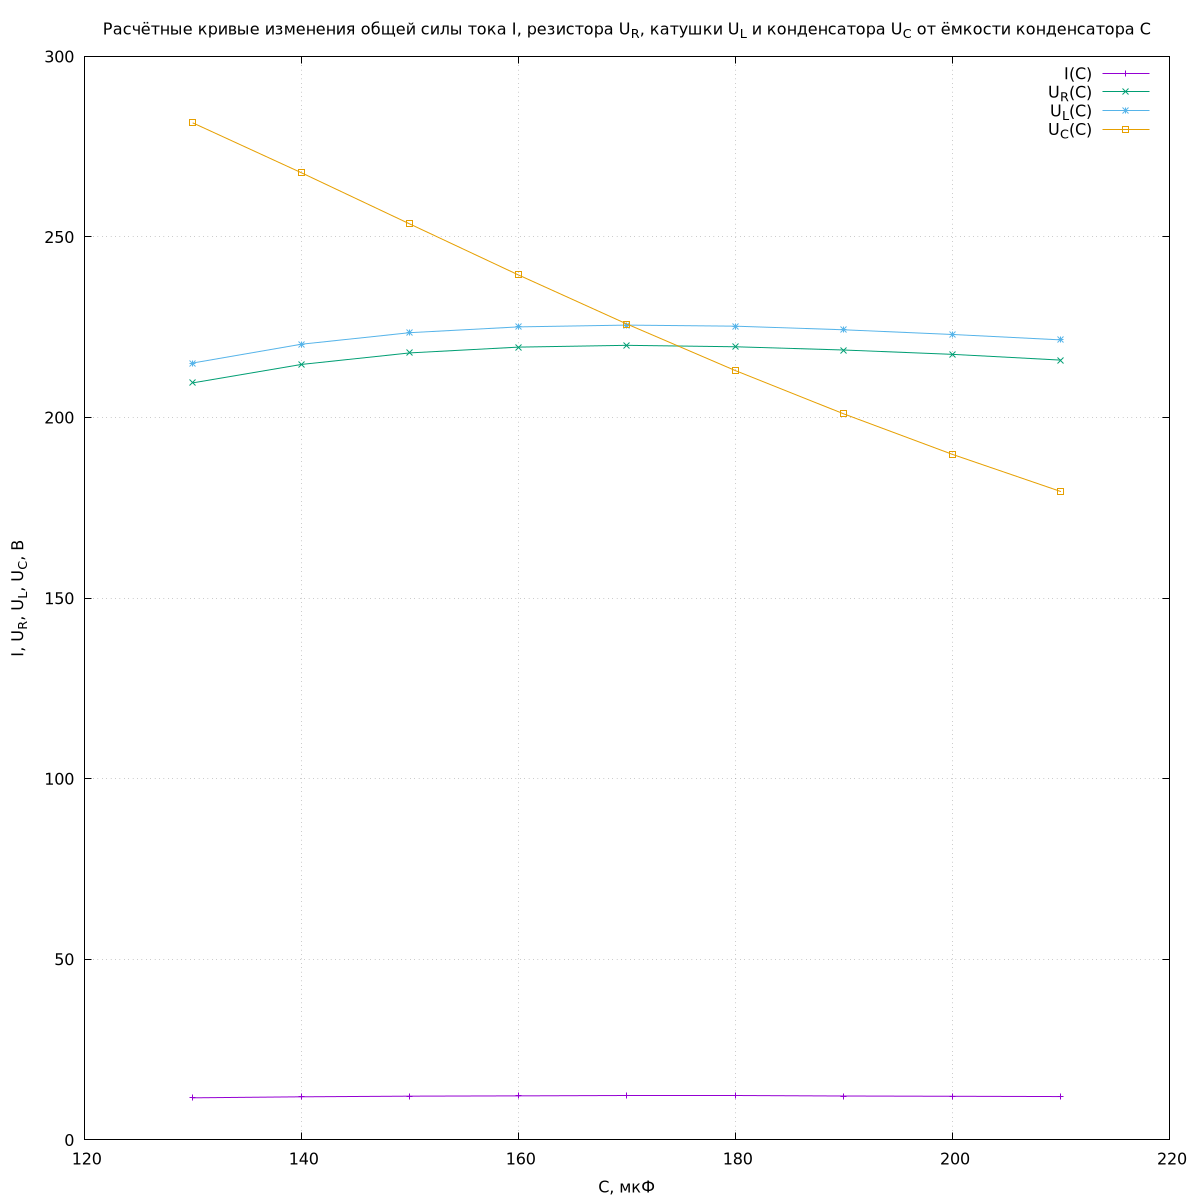 Расчётные кривые изменения общей силы тока I, резистора U_R, катушки U_L и конденсатора U_C от ёмкости конденсатора C
I(C)
U_R(C)
U_L(C)
U_C(C)
300
250
200
150
100
50
0
I, U_R, U_L, U_C, В
120 140 160 180 200 220
C, мкФ